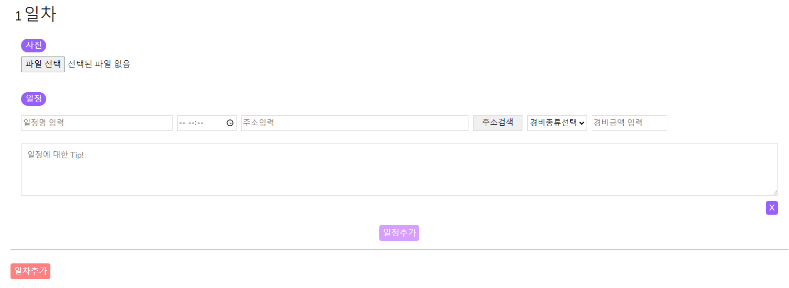 1 일차
사진
파일 선택 선택된 파일 없음
일정
일정명 입력 -- --:-- 주소입력 주소검색 경비종류선택 경비금액 입력
일정에 대한 Tip!
X
일정추가
일차추가